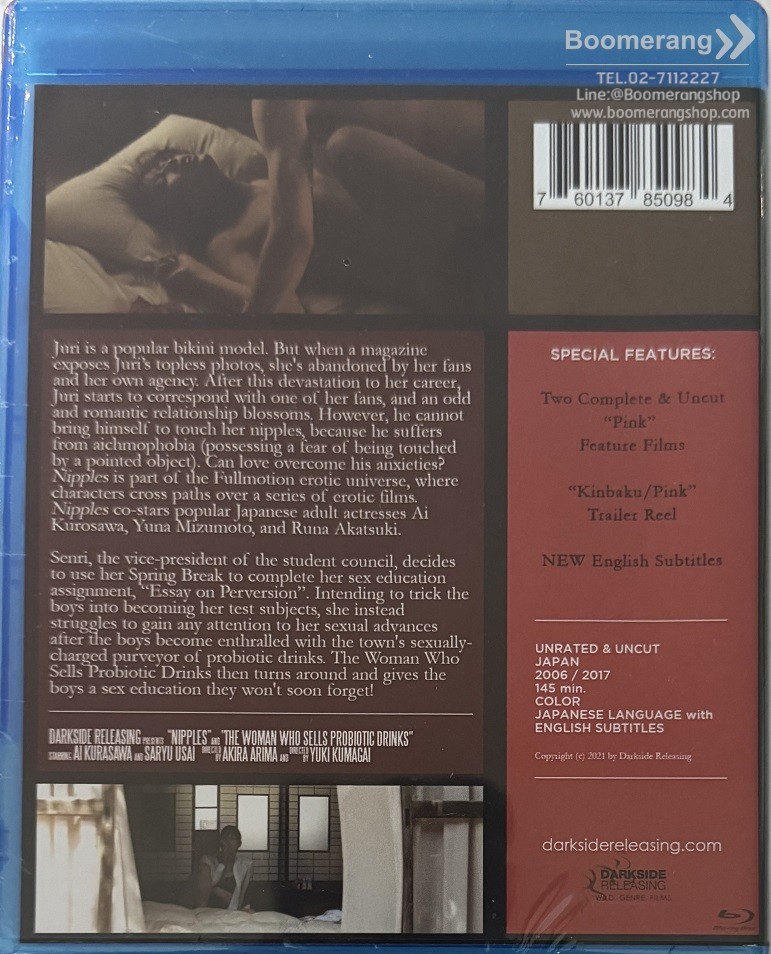 Boomerang
TEL.02-7112227
Line:@Boomerangshop
www.boomerangshop.com
7 60137 85098 4
Juri is a popular bikini model. But when a magazine
exposes Juri's topless photos, she's abandoned by her fans
and her own agency. After this devastation to her career,
Juri starts to correspond with one of her fans, and an odd
and romantic relationship blossoms. However, he cannot
bring himself to touch her nipples, because he suffers
from aichmophobia (possessing a fear of being touched
by a pointed object). Can love overcome his anxieties?
Nipples is part of the Fullmotion erotic universe, where
characters cross paths over a series of erotic films.
Nipples co-stars popular Japanese adult actresses Ai
Kurosawa, Yuna Mizumoto, and Runa Akatsuki.
Senri, the vice-president of the student council, decides
to use her Spring Break to complete her sex education
assignment, "Essay on Perversion". Intending to trick the
boys into becoming her test subjects, she instead
struggles to gain any attention to her sexual advances
after the boys become enthralled with the town's sexually-
charged purveyor of probiotic drinks. The Woman Who
Sells Probiotic Drinks then turns around and gives the
boys a sex education they won't soon forget!
DARKSIDE RELEASING PRESENTS "NIPPLES" AND "THE WOMAN WHO SELLS PROBIOTIC DRINKS"
STARRING AI KURASAWA AND SARYU USAI DIRECTED BY AKIRA ARIMA AND DIRECTED BY YUKI KUMAGAI
SPECIAL FEATURES:
Two Complete & Uncut
"Pink"
Feature Films
"Kinbaku/Pink"
Trailer Reel
NEW English Subtitles
UNRATED & UNCUT
JAPAN
2006 / 2017
145 min.
COLOR
JAPANESE LANGUAGE with
ENGLISH SUBTITLES
Copyright (c) 2021 by Darkside Releasing
darksidereleasing.com
DARKSIDE
RELEASING
GENRE FILMS